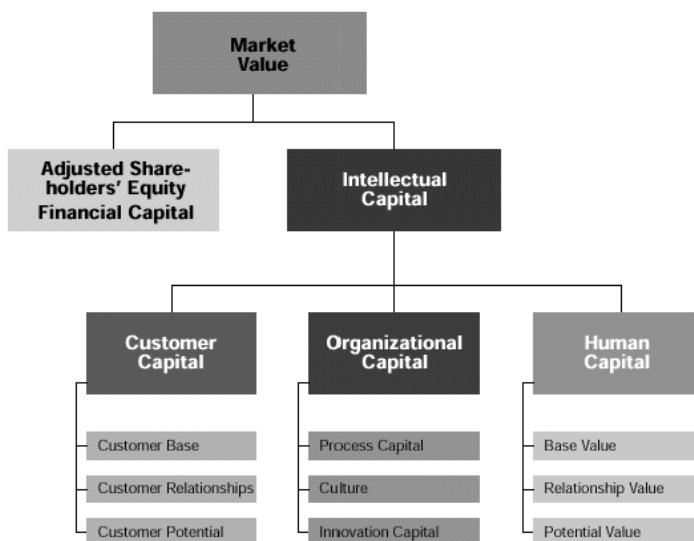 Market
Value
Adjusted Share-
holders' Equity
Financial Capital
Intellectual
Capital
Customer
Capital
Organizational
Capital
Human
Capital
Customer Base
Process Capital
Base Value
Customer Relationships
Culture
Relationship Value
Customer Potential
Innovation Capital
Potential Value